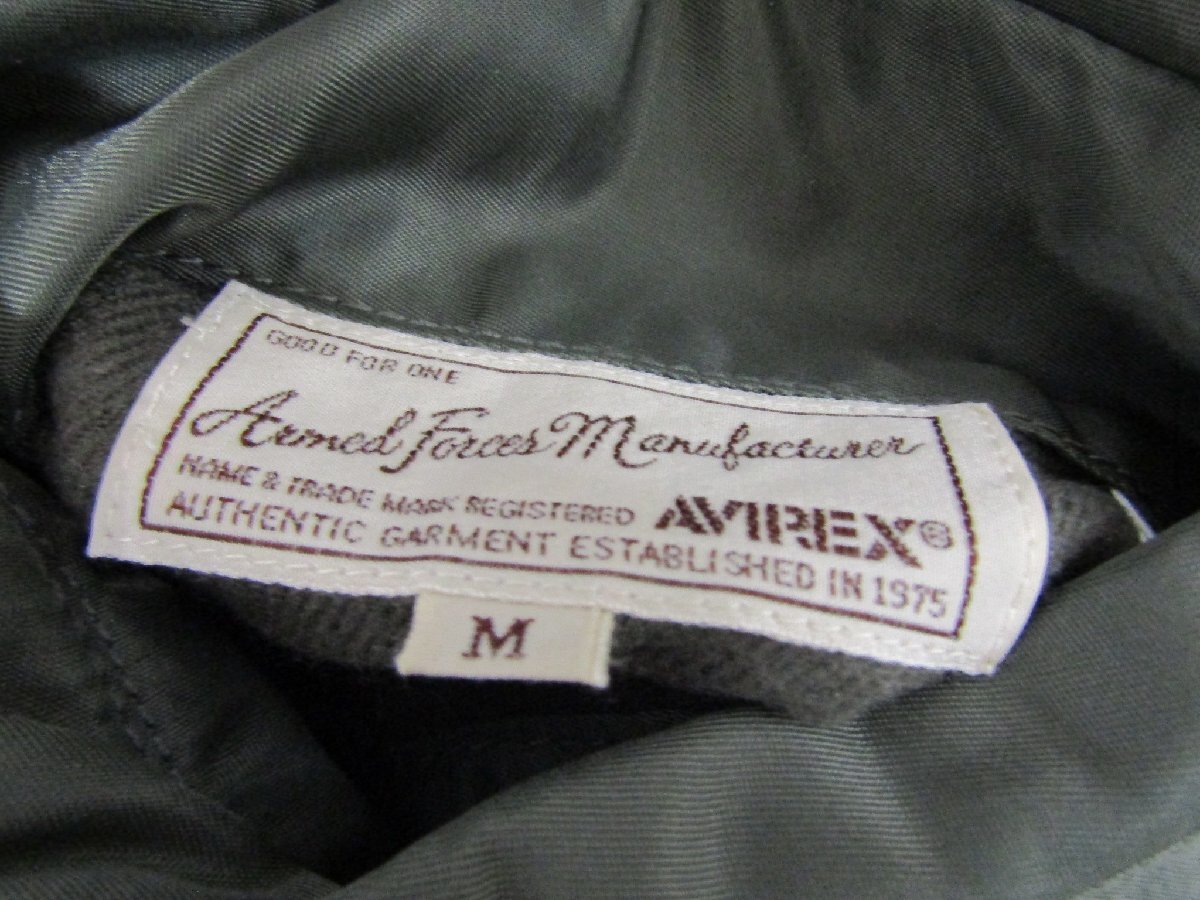 GOOD FOR ONE
Armed Forces Manufacturer
NAME & TRADE MARK REGISTERED AVIREX®
AUTHENTIC GARMENT ESTABLISHED IN 1975
M